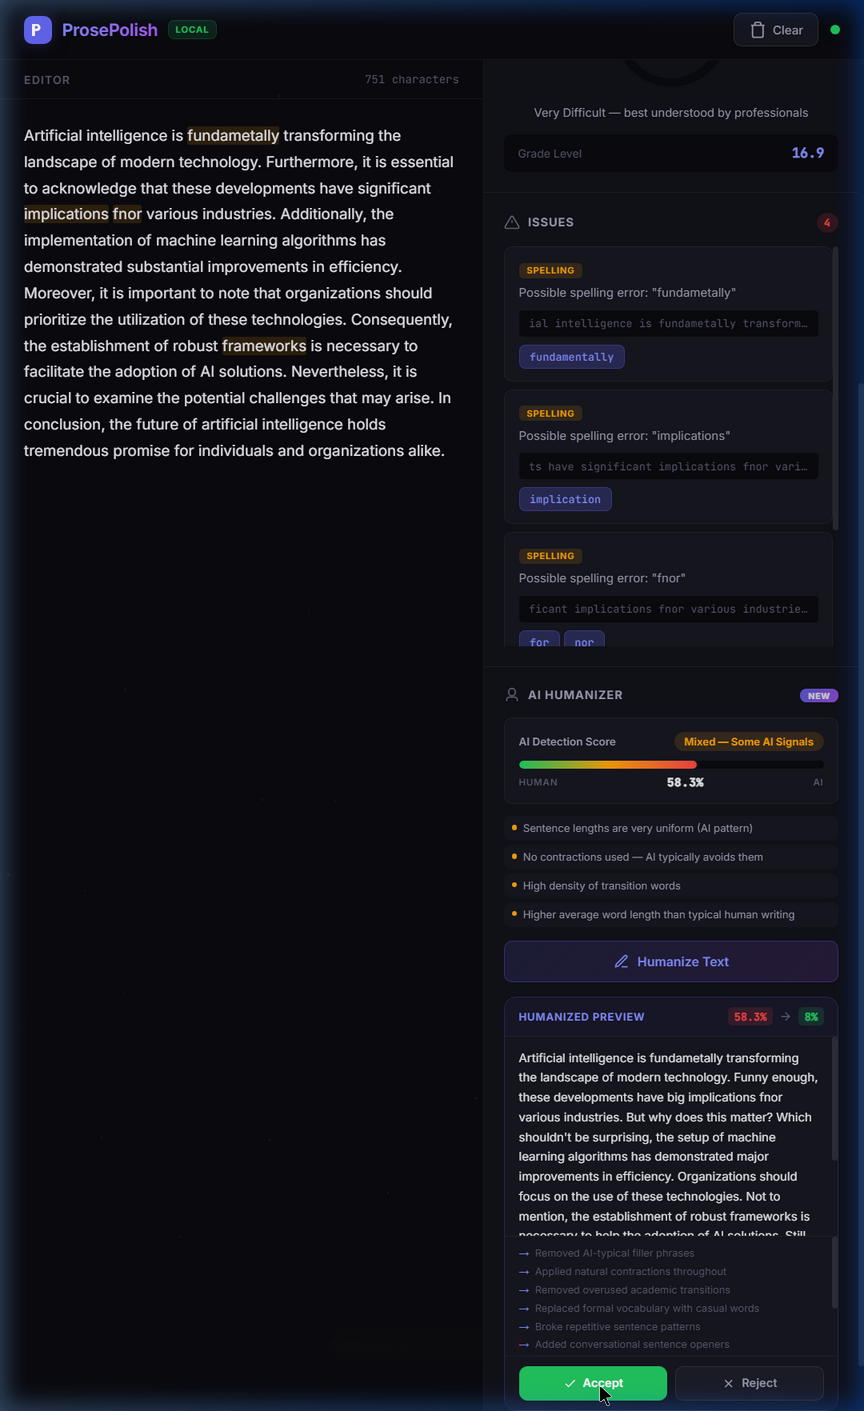 P ProsePolish LOCAL
Clear
EDITOR 751 characters
Artificial intelligence is fundametally transforming the
landscape of modern technology. Furthermore, it is essential
to acknowledge that these developments have significant
implications fnor various industries. Additionally, the
implementation of machine learning algorithms has
demonstrated substantial improvements in efficiency.
Moreover, it is important to note that organizations should
prioritize the utilization of these technologies. Consequently,
the establishment of robust frameworks is necessary to
facilitate the adoption of AI solutions. Nevertheless, it is
crucial to examine the potential challenges that may arise. In
conclusion, the future of artificial intelligence holds
tremendous promise for individuals and organizations alike.
Very Difficult — best understood by professionals
Grade Level 16.9
ISSUES 4
SPELLING
Possible spelling error: "fundametally"
ial intelligence is fundametally transform…
fundamentally
SPELLING
Possible spelling error: "implications"
ts have significant implications fnor vari…
implication
SPELLING
Possible spelling error: "fnor"
ficant implications fnor various industrie…
for nor
AI HUMANIZER NEW
AI Detection Score Mixed — Some AI Signals
HUMAN 58.3% AI
Sentence lengths are very uniform (AI pattern)
No contractions used — AI typically avoids them
High density of transition words
Higher average word length than typical human writing
Humanize Text
HUMANIZED PREVIEW 58.3% → 8%
Artificial intelligence is fundametally transforming
the landscape of modern technology. Funny enough,
these developments have big implications fnor
various industries. But why does this matter? Which
shouldn't be surprising, the setup of machine
learning algorithms has demonstrated major
improvements in efficiency. Organizations should
focus on the use of these technologies. Not to
mention, the establishment of robust frameworks is
necessary to help the adoption of AI solutions. Still,
→ Removed AI-typical filler phrases
→ Applied natural contractions throughout
→ Removed overused academic transitions
→ Replaced formal vocabulary with casual words
→ Broke repetitive sentence patterns
→ Added conversational sentence openers
Accept
Reject